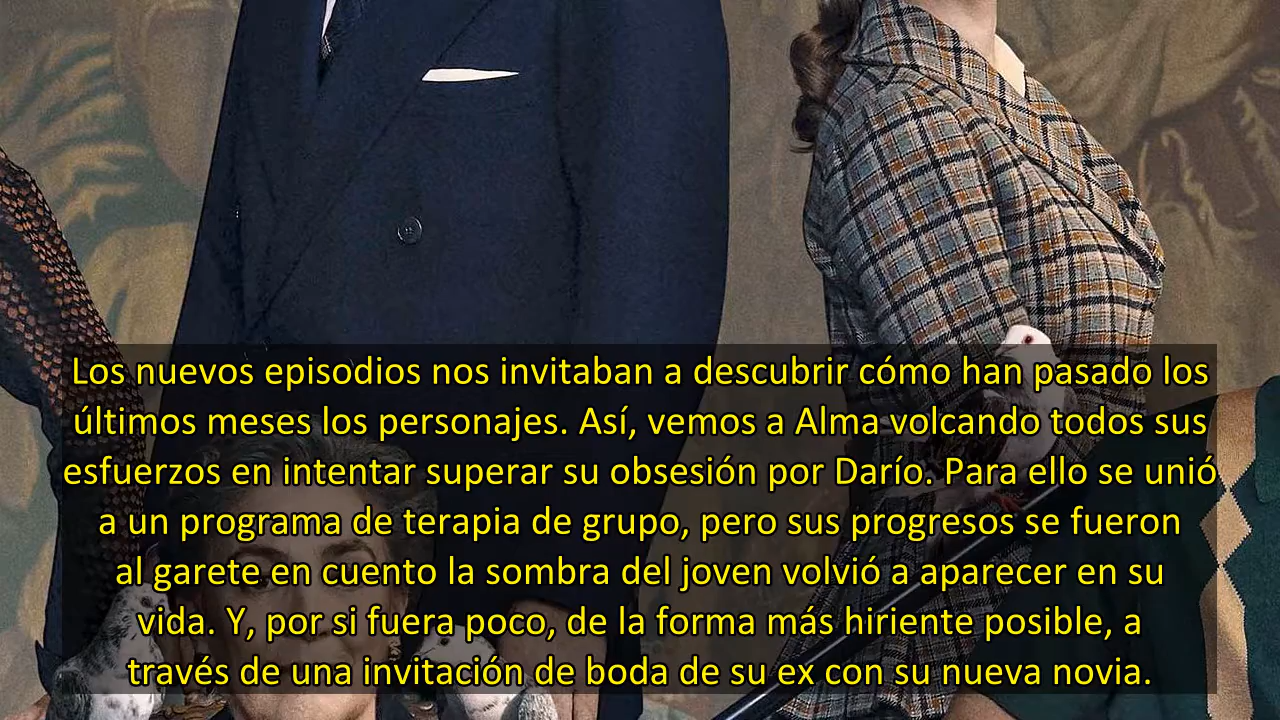 Los nuevos episodios nos invitaban a descubrir cómo han pasado los
últimos meses los personajes. Así, vemos a Alma volcando todos sus
esfuerzos en intentar superar su obsesión por Darío. Para ello se unió
a un programa de terapia de grupo, pero sus progresos se fueron
al garete en cuento la sombra del joven volvió a aparecer en su
vida. Y, por si fuera poco, de la forma más hiriente posible, a
través de una invitación de boda de su ex con su nueva novia.